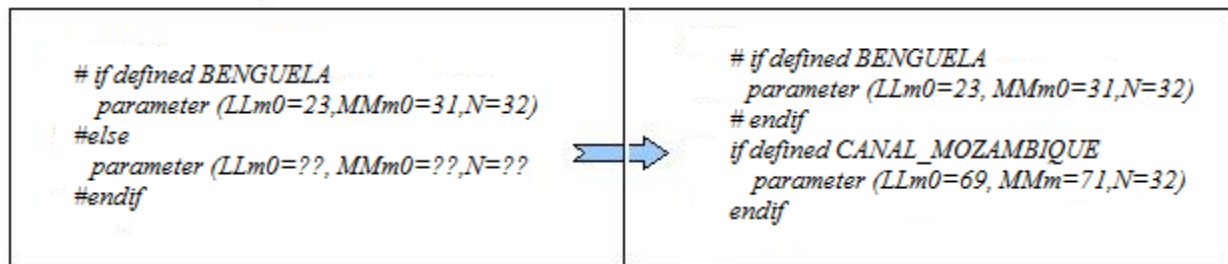 # if defined BENGUELA
parameter (LLm0=23,MMm0=31,N=32)
#else
parameter (LLm0=??, MMm0=??,N=??
#endif
# if defined BENGUELA
parameter (LLm0=23, MMm0=31,N=32)
# endif
if defined CANAL_MOZAMBIQUE
parameter (LLm0=69, MMm=71,N=32)
endif